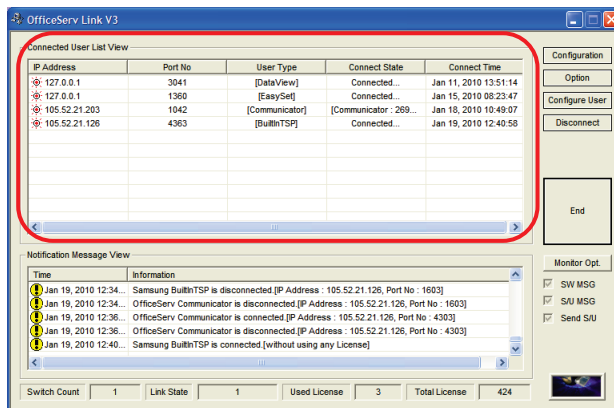 OfficeServ Link V3
Connected User List View
IP Address Port No User Type Connect State Connect Time
127.0.0.1 3041 [DataView] Connected... Jan 11, 2010 13:51:14
127.0.0.1 1360 [EasySet] Connected... Jan 15, 2010 08:23:47
105.52.21.203 1042 [Communicator] [Communicator : 269... Jan 18, 2010 10:49:07
105.52.21.126 4363 [BuiltInTSP] Connected... Jan 19, 2010 12:40:58
Configuration
Option
Configure User
Disconnect
End
Notification Message View
Time Information
Jan 19, 2010 12:34... Samsung BuiltInTSP is disconnected.[IP Address : 105.52.21.126, Port No : 1603]
Jan 19, 2010 12:34... OfficeServ Communicator is disconnected.[IP Address : 105.52.21.126, Port No : 1603]
Jan 19, 2010 12:36... OfficeServ Communicator is connected.[IP Address : 105.52.21.126, Port No : 4303]
Jan 19, 2010 12:36... OfficeServ Communicator is disconnected.[IP Address : 105.52.21.126, Port No : 4303]
Jan 19, 2010 12:40... Samsung BuiltInTSP is connected.[without using any License]
Monitor Opt.
SW MSG
S/U MSG
Send S/U
Switch Count 1 Link State 1 Used License 3 Total License 424